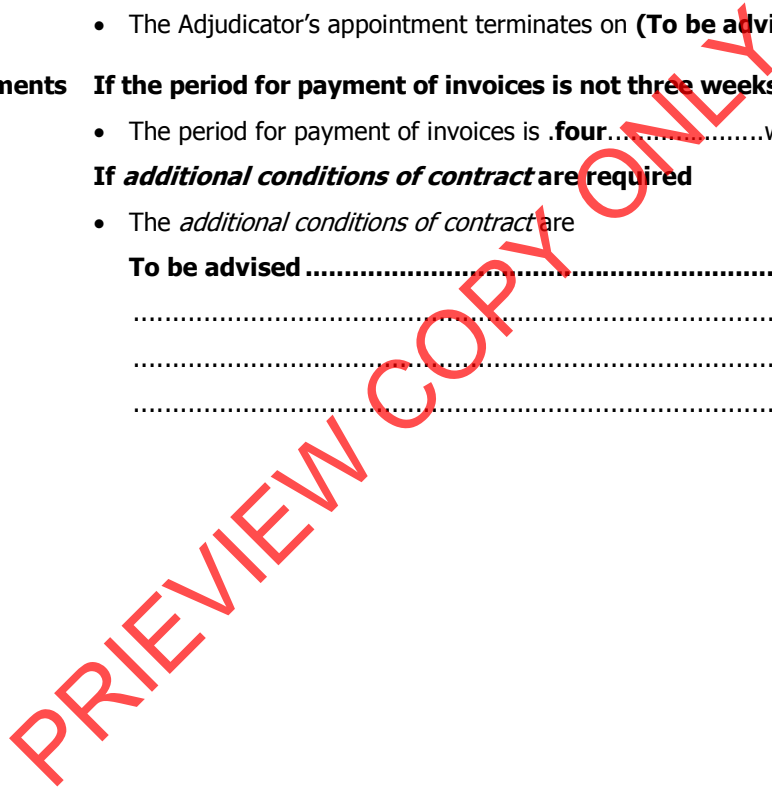 • The Adjudicator's appointment terminates on (To be advi
ments If the period for payment of invoices is not three weeks
• The period for payment of invoices is .four.....................w
If additional conditions of contract are required
• The additional conditions of contract are
To be advised ............................................................
....................................................................................
....................................................................................
....................................................................................
PRIEVIEW COPY ONLY